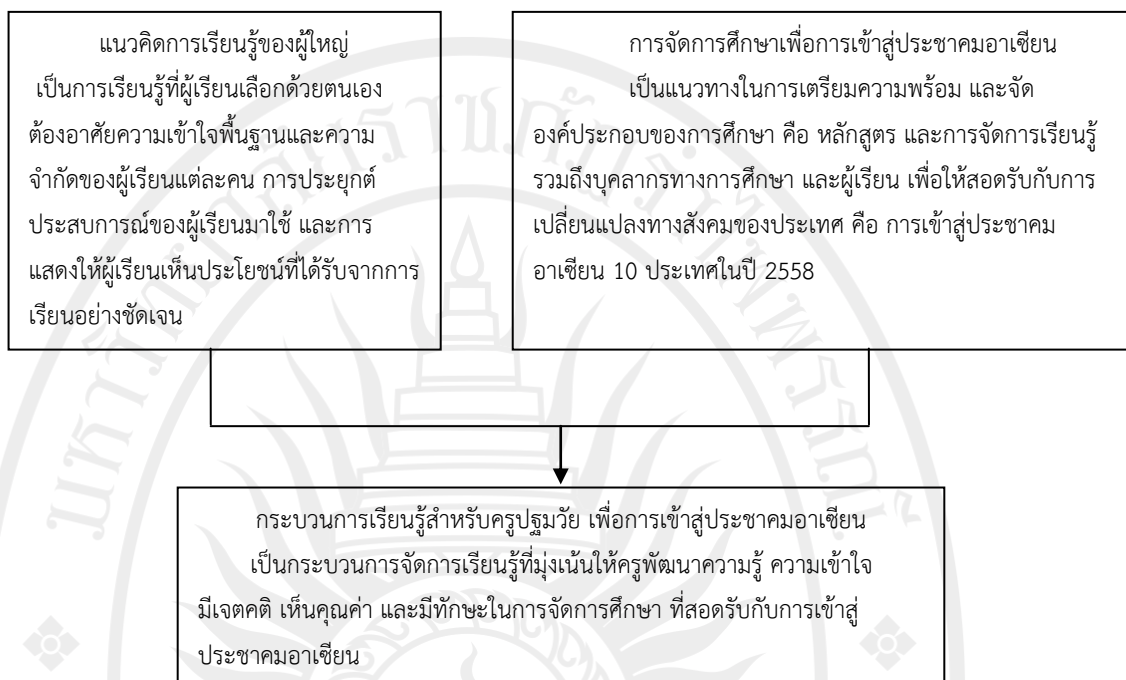 แนวคิดการเรียนรู้ของผู้ใหญ่
เป็นการเรียนรู้ที่ผู้เรียนเลือกด้วยตนเอง
ต้องอาศัยความเข้าใจพื้นฐานและความ
จำกัดของผู้เรียนแต่ละคน การประยุกต์
ประสบการณ์ของผู้เรียนมาใช้ และการ
แสดงให้ผู้เรียนเห็นประโยชน์ที่ได้รับจากการ
เรียนอย่างชัดเจน
การจัดการศึกษาเพื่อการเข้าสู่ประชาคมอาเซียน
เป็นแนวทางในการเตรียมความพร้อม และจัด
องค์ประกอบของการศึกษา คือ หลักสูตร และการจัดการเรียนรู้
รวมถึงบุคลากรทางการศึกษา และผู้เรียน เพื่อให้สอดรับกับการ
เปลี่ยนแปลงทางสังคมของประเทศ คือ การเข้าสู่ประชาคม
อาเซียน 10 ประเทศในปี 2558
กระบวนการเรียนรู้สำหรับครูปฐมวัย เพื่อการเข้าสู่ประชาคมอาเซียน
เป็นกระบวนการจัดการเรียนรู้ที่มุ่งเน้นให้ครูพัฒนาความรู้ ความเข้าใจ
มีเจตคติ เห็นคุณค่า และมีทักษะในการจัดการศึกษา ที่สอดรับกับการเข้าสู่
ประชาคมอาเซียน